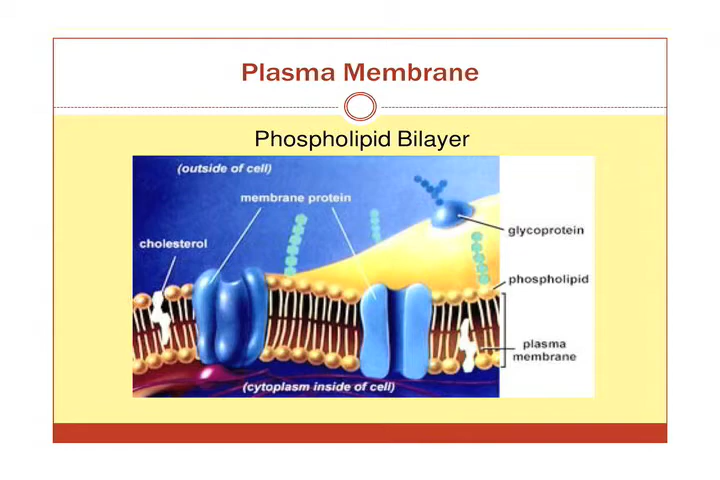 Plasma Membrane
Phospholipid Bilayer
(outside of cell)
membrane protein
cholesterol
glycoprotein
phospholipid
plasma
membrane
(cytoplasm inside of cell)